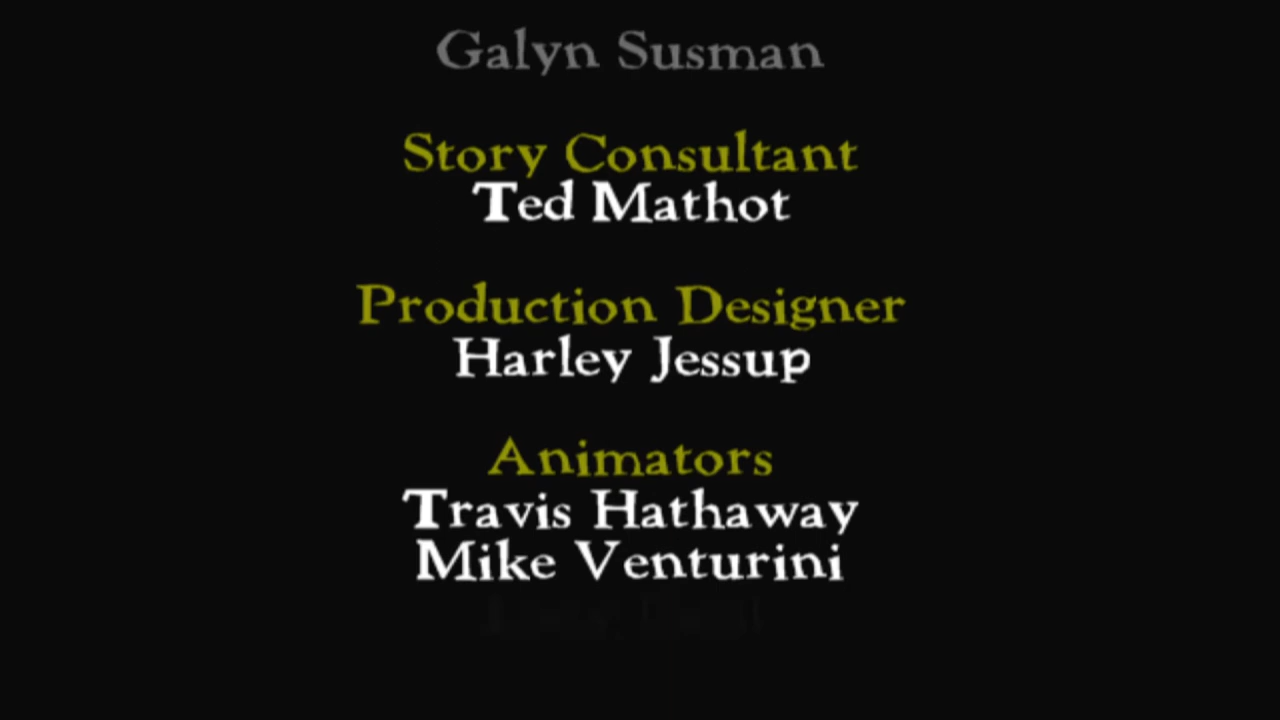 Galyn Susman
Story Consultant
Ted Mathot
Production Designer
Harley Jessup
Animators
Travis Hathaway
Mike Venturini